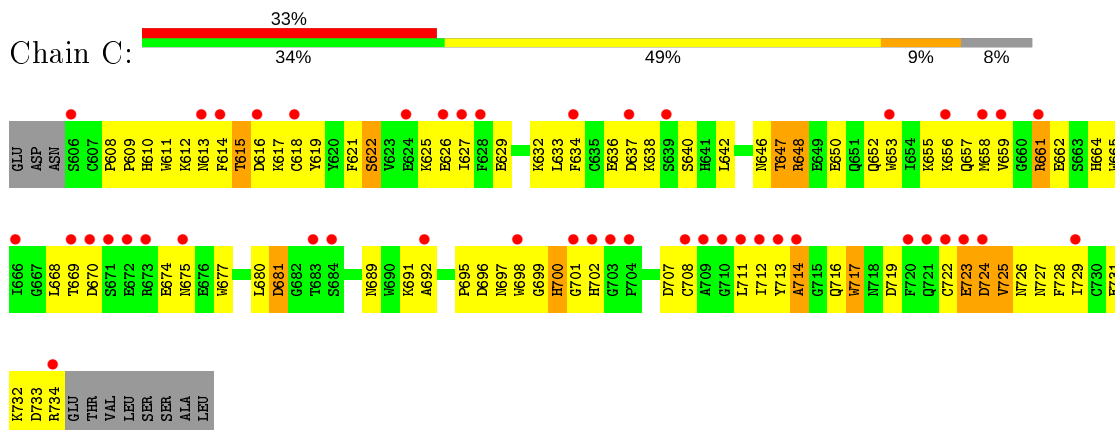 33%
Chain C:
34% 49% 9% 8%
GLU ASP ASN S606 C607 P608 P609 H610 W611 K612 N613 F614 T615 D616 K617 C618 Y619 Y620 F621 S622 V623 E624 K625 E626 I627 F628 E629 K632 L633 F634 C635 E636 D637 K638 S639 S640 H641 L642 N646 T647 R648 E649 E650 Q651 Q652 W653 I654 K655 K656 Q657 M658 V659 G660 R661 E662 S663 H664 W665
I666 G667 L668 T669 D670 S671 E672 R673 E674 N675 E676 W677 L680 D681 G682 T683 S684 N689 W690 K691 A692 P695 D696 N697 W698 G699 H700 G701 H702 G703 P704 D707 C708 A709 G710 L711 I712 Y713 A714 G715 Q716 W717 N718 D719 F720 Q721 C722 E723 D724 V725 N726 N727 F728 I729 C730 E731
K732 D733 R734 GLU THR VAL LEU SER SER ALA LEU